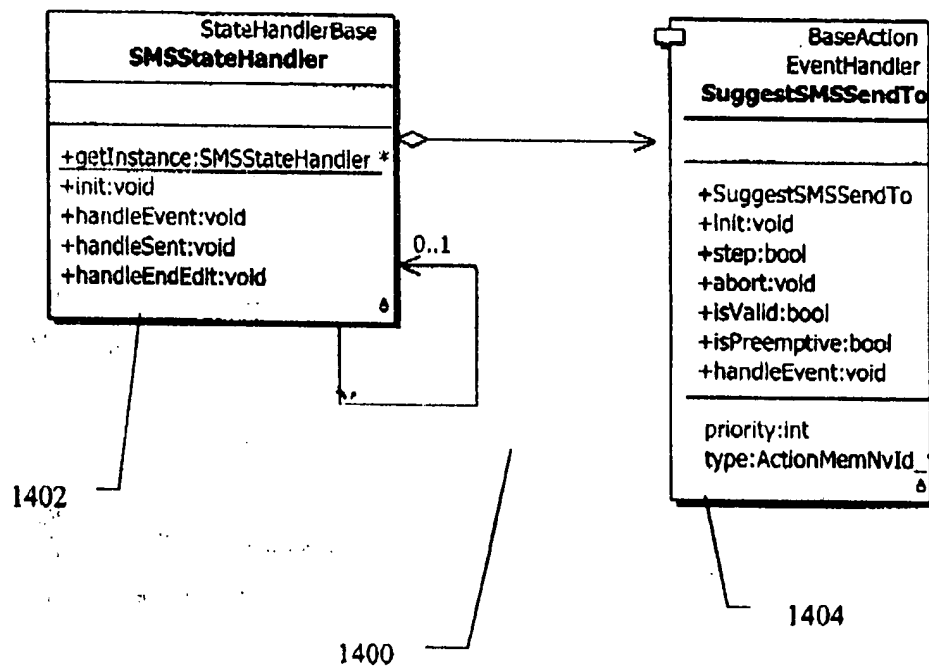 StateHandlerBase
SMSStateHandler
+getInstance:SMSStateHandler *
+init:void
+handleEvent:void
+handleSent:void
+handleEndEdit:void
0..1
BaseAction
EventHandler
SuggestSMSSendTo
+SuggestSMSSendTo
+init:void
+step:bool
+abort:void
+isValid:bool
+isPreemptive:bool
+handleEvent:void
priority:int
type:ActionMemNvId_
1402
1404
1400